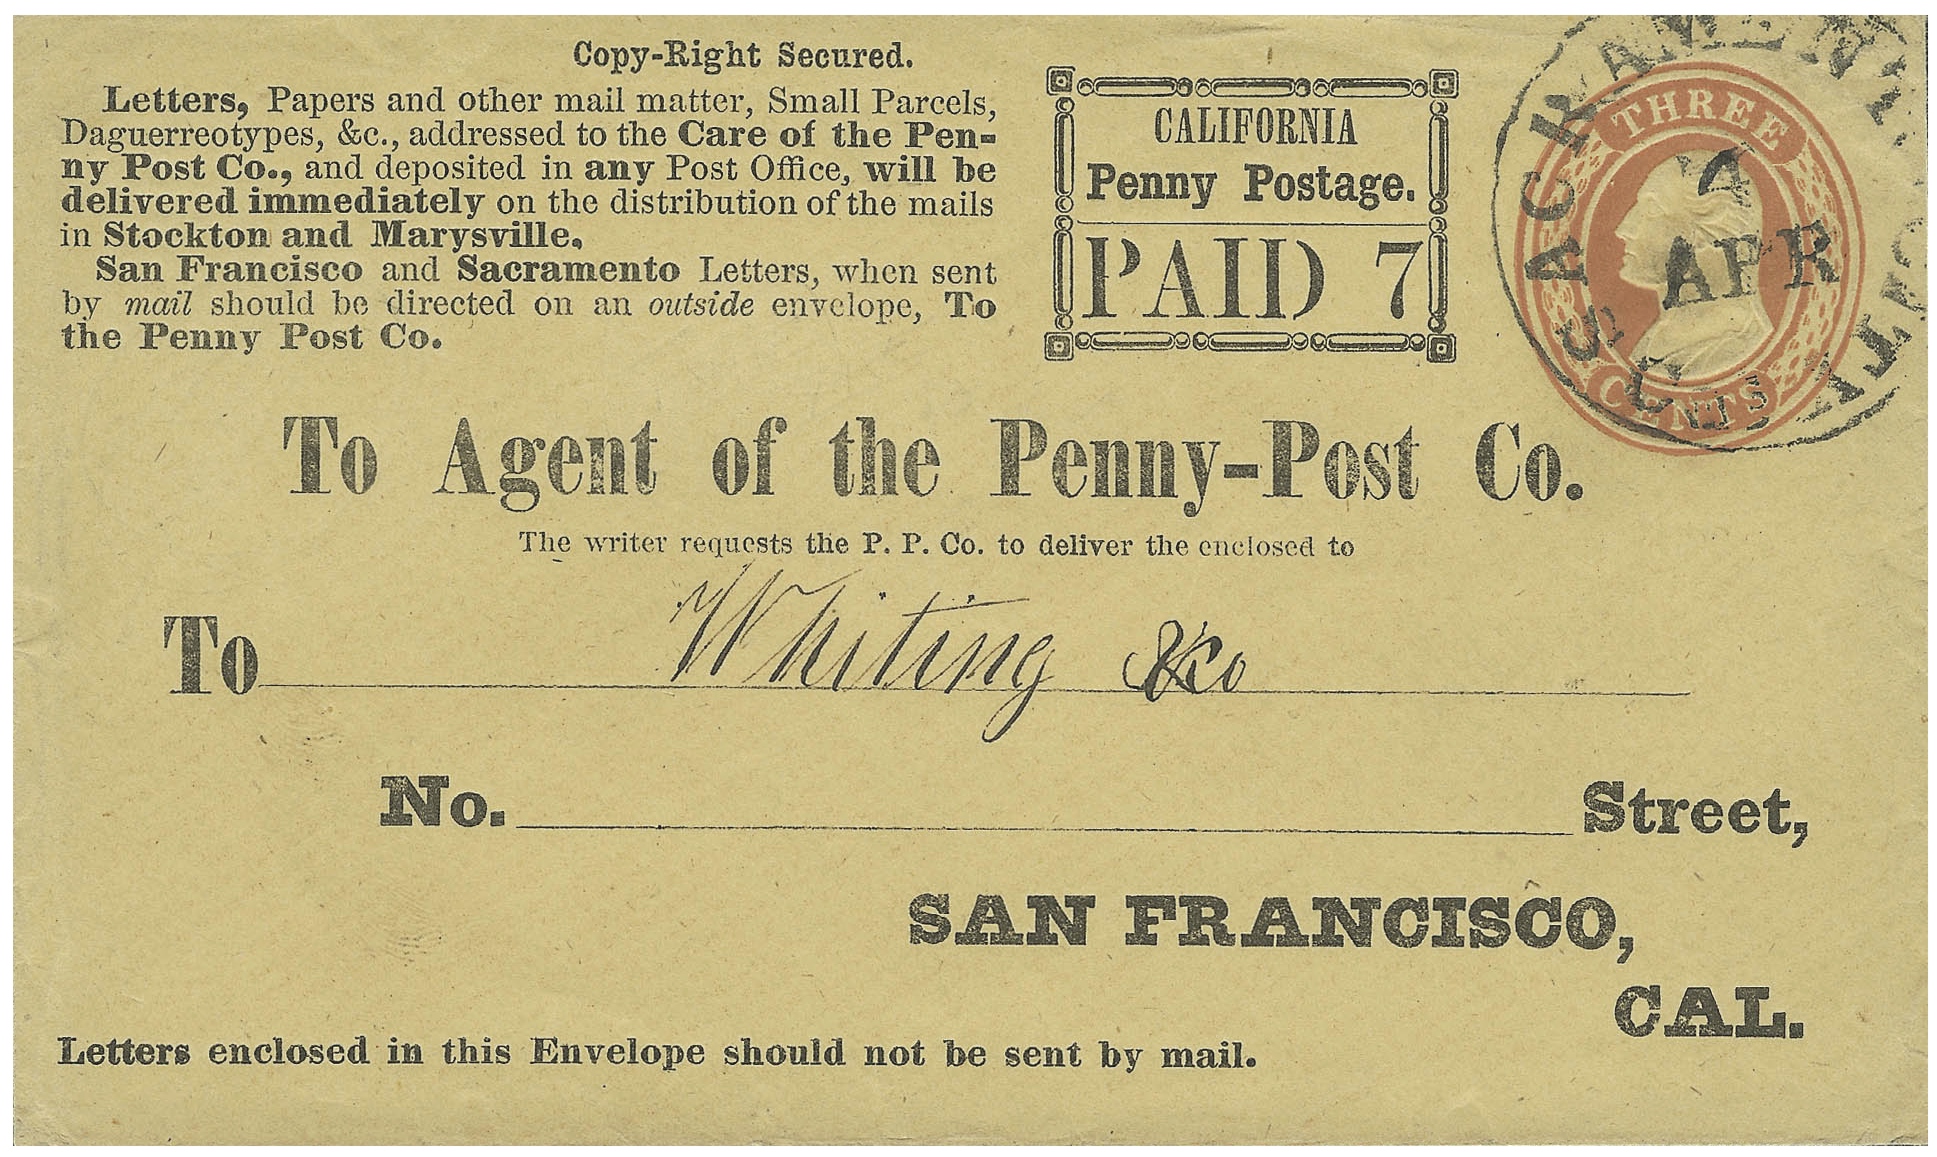 Copy-Right Secured.
Letters, Papers and other mail matter, Small Parcels,
Daguerreotypes, &c., addressed to the Care of the Pen-
ny Post Co., and deposited in any Post Office, will be
delivered immediately on the distribution of the mails
in Stockton and Marysville.
San Francisco and Sacramento Letters, when sent
by mail should be directed on an outside envelope, To
the Penny Post Co.
CALIFORNIA
Penny Postage.
PAID 7
THREE
CENTS
SACRAMENTO CITY
APR
To Agent of the Penny-Post Co.
The writer requests the P. P. Co. to deliver the enclosed to
To Whiting &co
No. Street,
SAN FRANCISCO,
CAL.
Letters enclosed in this Envelope should not be sent by mail.